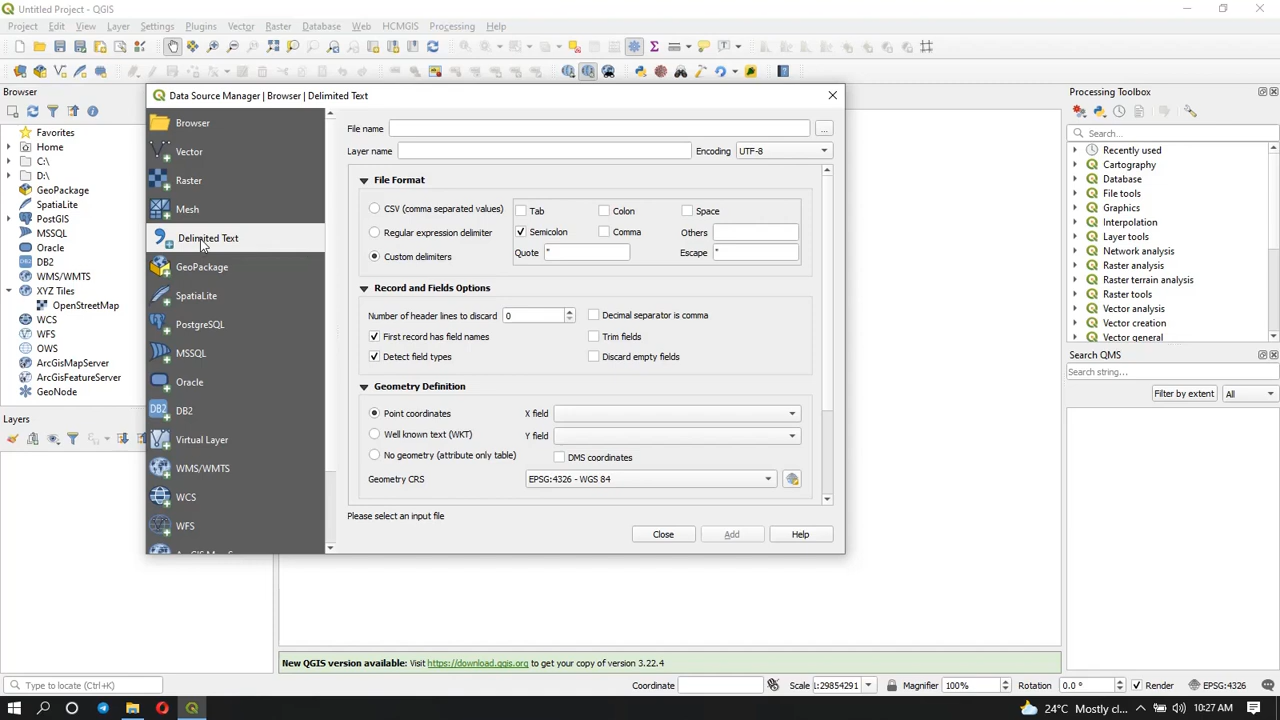 Untitled Project — QGIS
Project Edit View Layer Settings Plugins Vector Raster Database Web HCMGIS Processing Help
Browser
Favorites
Home
C:\
D:\
GeoPackage
SpatiaLite
PostGIS
MSSQL
Oracle
DB2
WMS/WMTS
XYZ Tiles
OpenStreetMap
WCS
WFS
OWS
ArcGisMapServer
ArcGisFeatureServer
GeoNode
Layers
Data Source Manager | Browser | Delimited Text
Browser
Vector
Raster
Mesh
Delimited Text
GeoPackage
SpatiaLite
PostgreSQL
MSSQL
Oracle
DB2
Virtual Layer
WMS/WMTS
WCS
WFS
File name
...
Layer name
Encoding UTF-8
File Format
CSV (comma separated values)
Regular expression delimiter
Custom delimiters
Tab Colon Space
Semicolon Comma Others
Quote " Escape "
Record and Fields Options
Number of header lines to discard 0 Decimal separator is comma
First record has field names Trim fields
Detect field types Discard empty fields
Geometry Definition
Point coordinates X field
Well known text (WKT) Y field
No geometry (attribute only table) DMS coordinates
Geometry CRS EPSG:4326 - WGS 84
Please select an input file
Close Add Help
Processing Toolbox
Search...
Recently used
Cartography
Database
File tools
Graphics
Interpolation
Layer tools
Network analysis
Raster analysis
Raster terrain analysis
Raster tools
Vector analysis
Vector creation
Vector general
Search QMS
Search string...
Filter by extent All
New QGIS version available: Visit https://download.qgis.org to get your copy of version 3.22.4
Type to locate (Ctrl+K) Coordinate Scale 1:29854291 Magnifier 100% Rotation 0.0 ° Render EPSG:4326
24°C Mostly cl... 10:27 AM